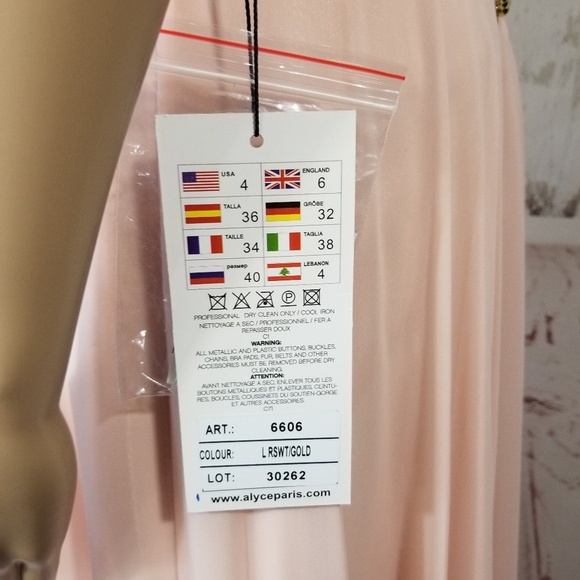 USA 4 ENGLAND 6
TALLA 36 GRÖBE 32
TAILLE 34 TAGLIA 38
размер 40 LEBANON 4
PROFESSIONAL DRY CLEAN ONLY / COOL IRON
NETTOYAGE A SEC / PROFESSIONNEL / FER A
REPASSER DOUX
C1
WARNING:
ALL METALLIC AND PLASTIC BUTTONS, BUCKLES,
CHAINS, BRA PADS, FUR, BELTS AND OTHER
ACCESSORIES MUST BE REMOVED BEFORE DRY
CLEANING.
ATTENTION:
AVANT NETTOYAGE A SEC, ENLEVER TOUS LES
BOUTONS METALLIQUES ET PLASTIQUES, CLEINTU-
RES, BOUCLES, COUSSINETS DU SOUTIEN-GORGE
ET AUTRES ACCESSOIRES.
C71
ART.: 6606
COLOUR: L RSWT/GOLD
LOT: 30262
www.alyceparis.com